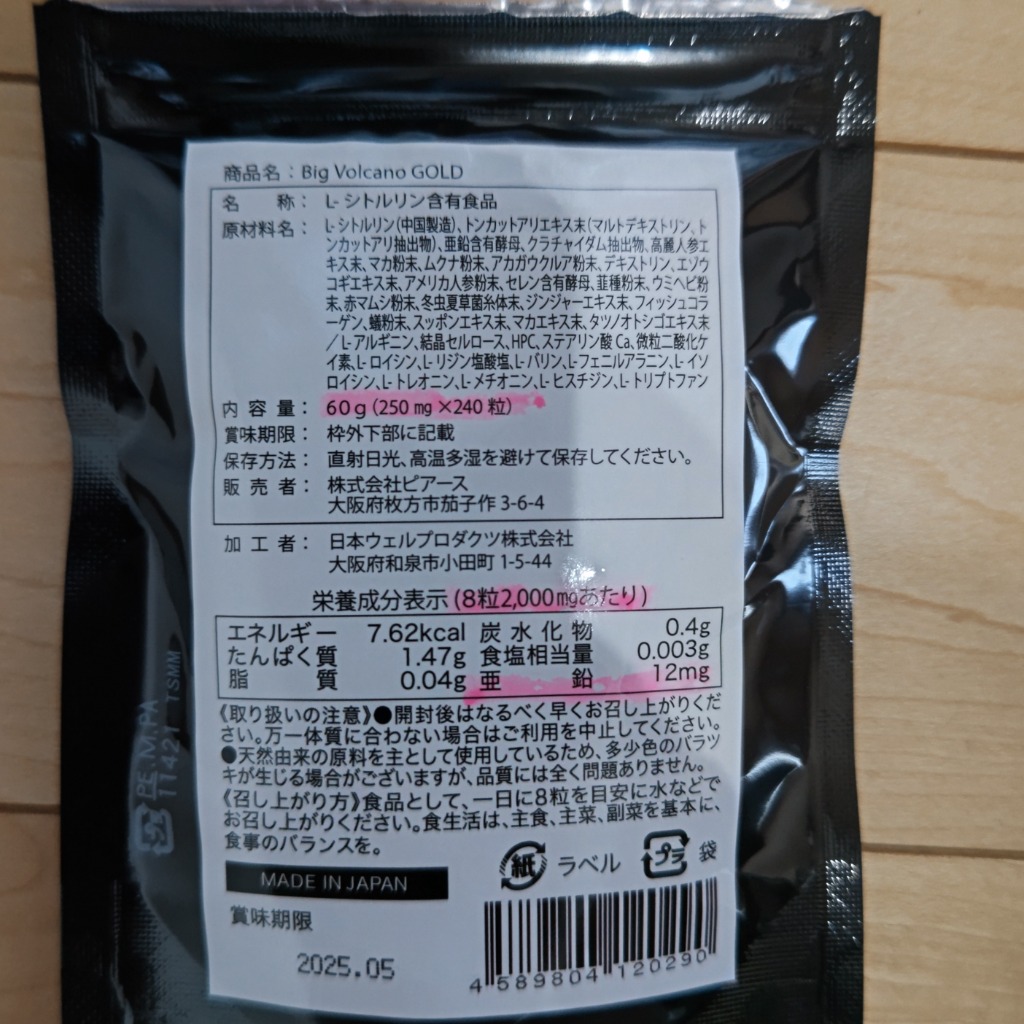 商品名：Big Volcano GOLD
名称：L-シトルリン含有食品
原材料名：L-シトルリン(中国製造)、トンカットアリエキス末(マルトデキストリン、ト
ンカットアリ抽出物)、亜鉛含有酵母、クラチャイダム抽出物、高麗人参エ
キス末、マカ粉末、ムクナ粉末、アカガウクルア粉末、デキストリン、エゾウ
コギエキス末、アメリカ人参粉末、セレン含有酵母、韮種粉末、ウミヘビ粉
末、赤マムシ粉末、冬虫夏草菌糸体末、ジンジャーエキス末、フィッシュコラ
ーゲン、蟻粉末、スッポンエキス末、マカエキス末、タツノオトシゴエキス末
／L-アルギニン、結晶セルロース、HPC、ステアリン酸Ca、微粒二酸化ケ
イ素、L-ロイシン、L-リジン塩酸塩、L-バリン、L-フェニルアラニン、L-イソ
ロイシン、L-トレオニン、L-メチオニン、L-ヒスチジン、L-トリプトファン
内容量：60g(250mg×240粒)
賞味期限：枠外下部に記載
保存方法：直射日光、高温多湿を避けて保存してください。
販売者：株式会社ピアース
大阪府枚方市茄子作3-6-4
加工者：日本ウェルプロダクツ株式会社
大阪府和泉市小田町1-5-44
栄養成分表示(8粒2,000mgあたり)
エネルギー 7.62kcal 炭水化物 0.4g
たんぱく質 1.47g 食塩相当量 0.003g
脂質 0.04g 亜鉛 12mg
《取り扱いの注意》●開封後はなるべく早くお召し上がりくだ
さい。万一体質に合わない場合はご利用を中止してください。
●天然由来の原料を主として使用しているため、多少色のバラツ
キが生じる場合がございますが、品質には全く問題ありません。
《召し上がり方》食品として、一日に8粒を目安に水などで
お召し上がりください。食生活は、主食、主菜、副菜を基本に、
食事のバランスを。
紙 ラベル プラ 袋
MADE IN JAPAN
賞味期限
2025.05
4 589804 120290
プラ PE,M,PA
11421 TSMM